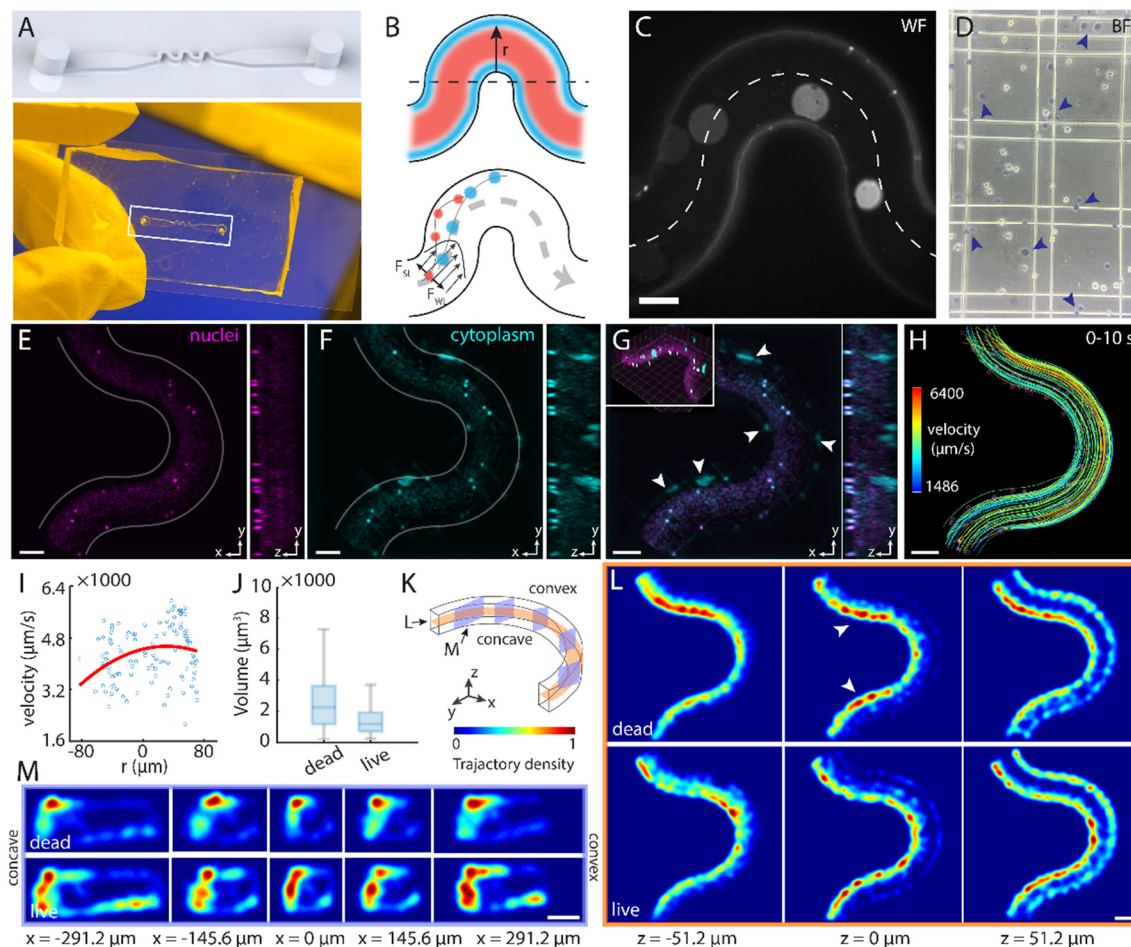 A
B
r
F_SL
F_WL
C
WF
D
BF
E
nuclei
x
y
z
y
F
cytoplasm
x
y
z
y
G
x
y
z
y
H
0-10 s
6400
velocity
(μm/s)
1486
x
y
I
×1000
6.4
4.8
3.2
1.6
velocity (μm/s)
-80
0
80
r (μm)
J
×1000
10
8
6
4
2
0
Volume (μm³)
dead
live
K
convex
concave
L
M
z
y
x
0
1
Trajectory density
L
dead
live
z = -51.2 μm
z = 0 μm
z = 51.2 μm
M
concave
dead
live
convex
x = -291.2 μm
x = -145.6 μm
x = 0 μm
x = 145.6 μm
x = 291.2 μm